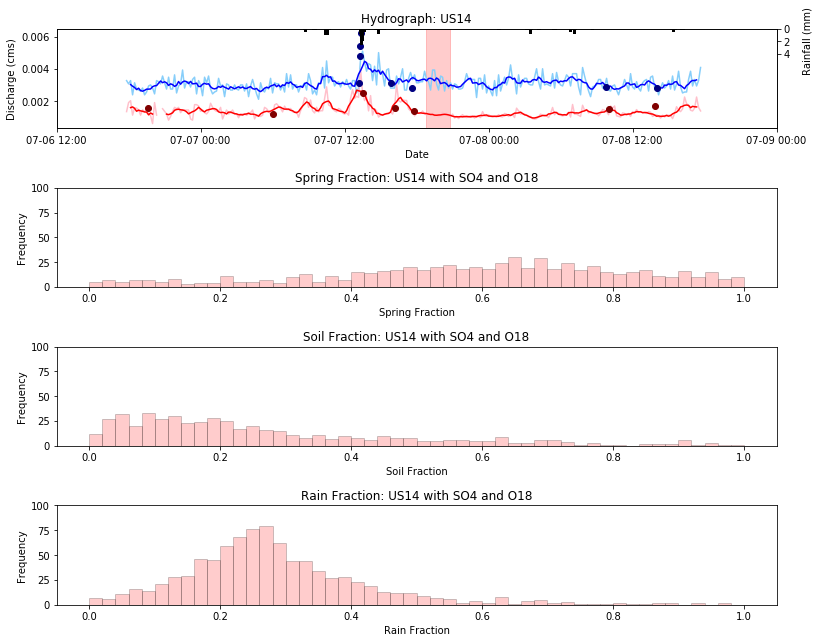 Hydrograph: US14
Discharge (cms)
0.006
0.004
0.002
0
2
4
Rainfall (mm)
07-06 12:00 07-07 00:00 07-07 12:00 07-08 00:00 07-08 12:00 07-09 00:00
Date
Spring Fraction: US14 with SO4 and O18
Frequency
100
75
50
25
0
0.0 0.2 0.4 0.6 0.8 1.0
Spring Fraction
Soil Fraction: US14 with SO4 and O18
Frequency
100
75
50
25
0
0.0 0.2 0.4 0.6 0.8 1.0
Soil Fraction
Rain Fraction: US14 with SO4 and O18
Frequency
100
75
50
25
0
0.0 0.2 0.4 0.6 0.8 1.0
Rain Fraction